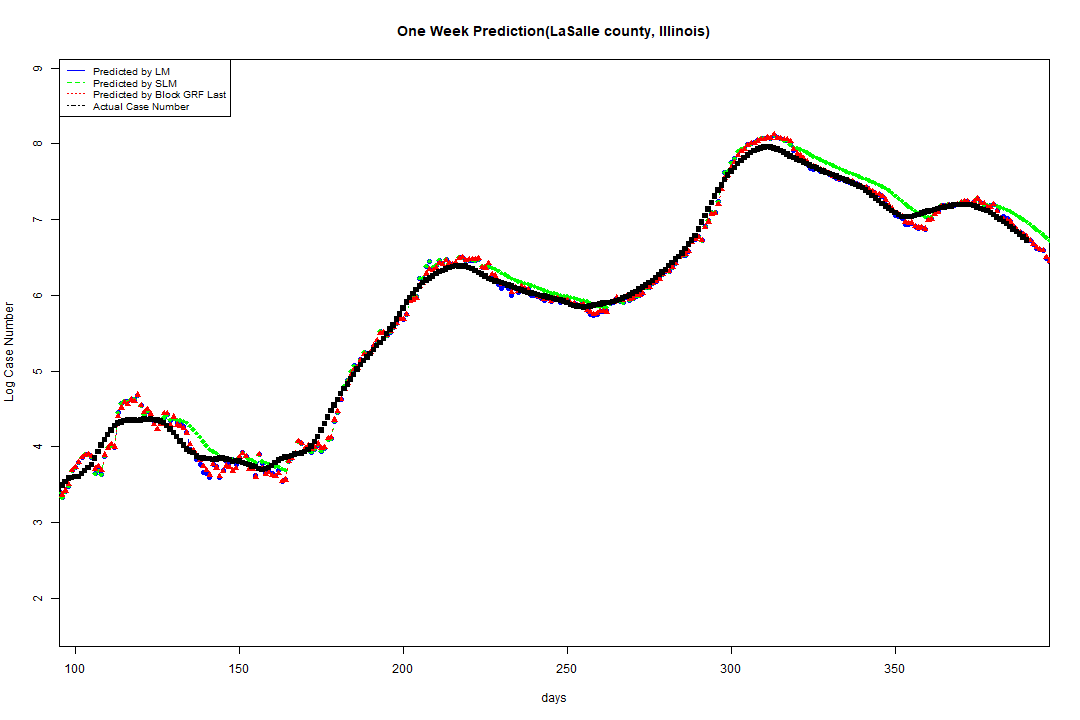 One Week Prediction(LaSalle county, Illinois)
Predicted by LM
Predicted by SLM
Predicted by Block GRF Last
Actual Case Number
9
8
7
6
5
4
3
2
Log Case Number
100 150 200 250 300 350
days